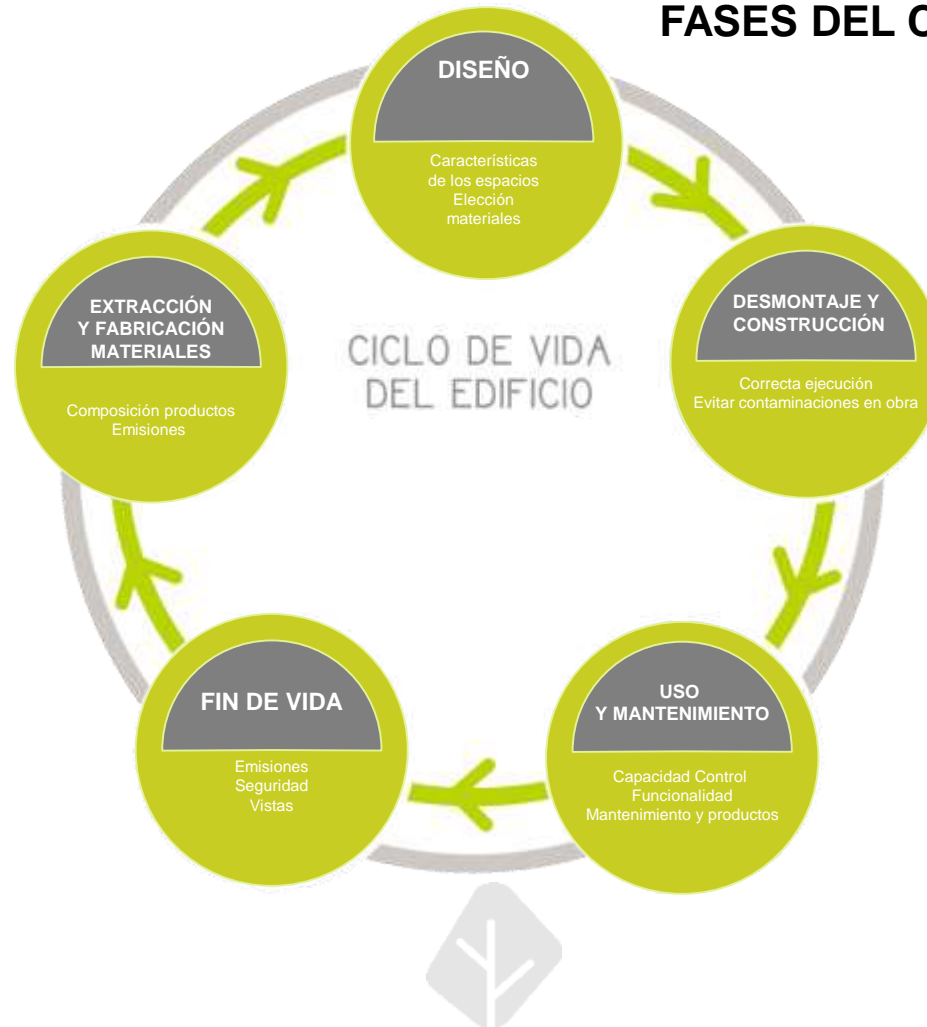 FASES DEL C
DISEÑO
Características
de los espacios
Elección
materiales
EXTRACCIÓN
Y FABRICACIÓN
MATERIALES
Composición productos
Emisiones
CICLO DE VIDA
DEL EDIFICIO
DESMONTAJE Y
CONSTRUCCIÓN
Correcta ejecución
Evitar contaminaciones en obra
FIN DE VIDA
Emisiones
Seguridad
Vistas
USO
Y MANTENIMIENTO
Capacidad Control
Funcionalidad
Mantenimiento y productos